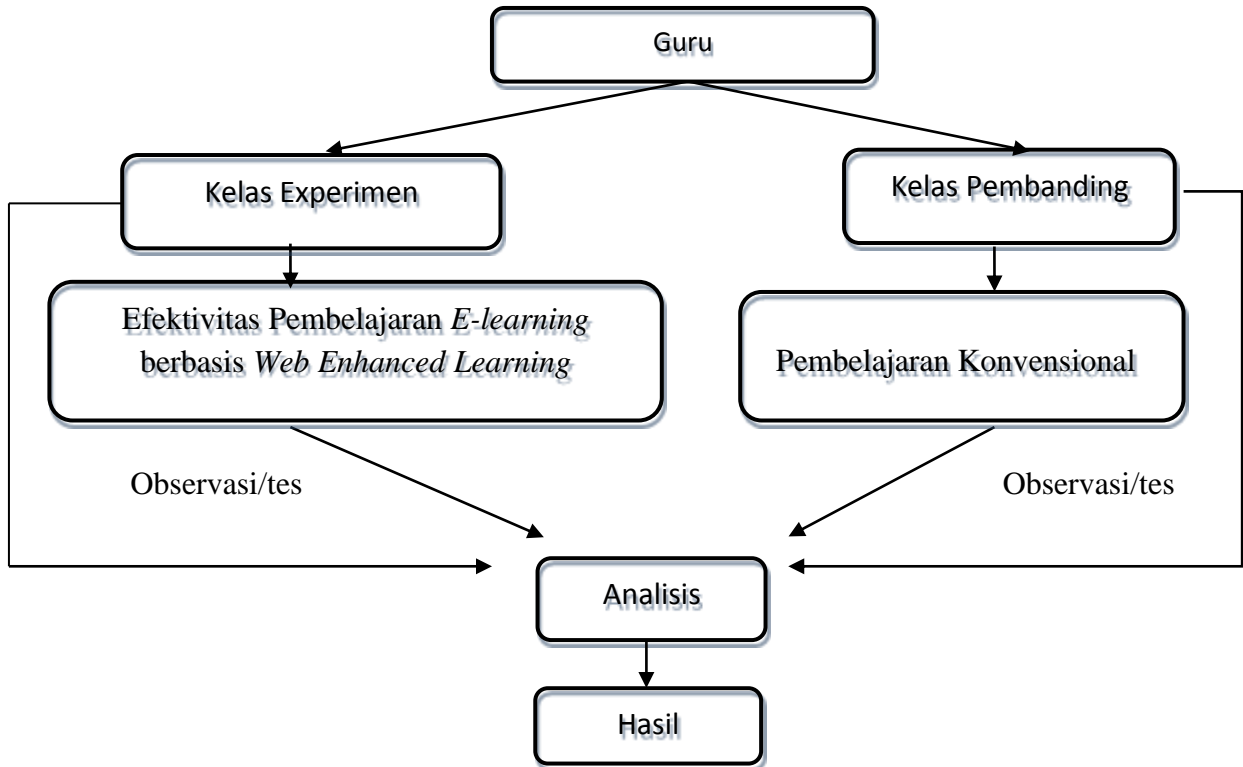 Guru
Kelas Experimen
Kelas Pembanding
Efektivitas Pembelajaran E-learning
berbasis Web Enhanced Learning
Pembelajaran Konvensional
Observasi/tes
Observasi/tes
Analisis
Hasil